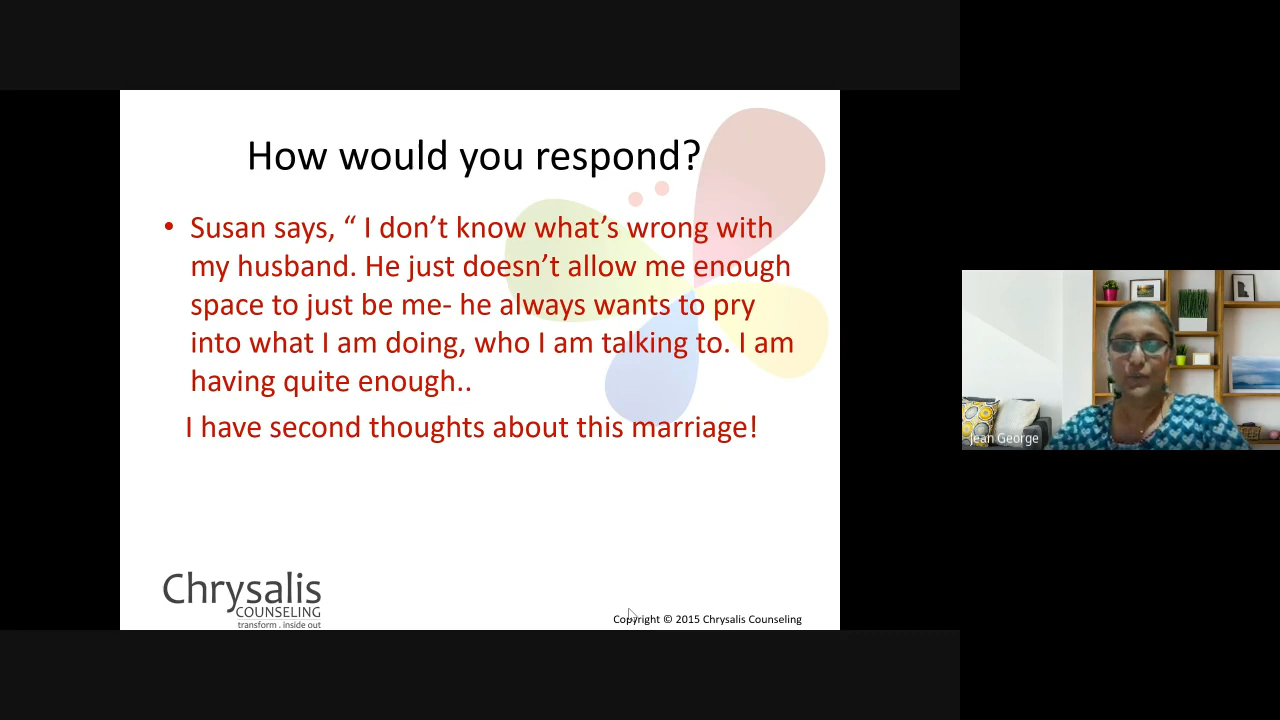 How would you respond?
• Susan says, “ I don’t know what’s wrong with
my husband. He just doesn’t allow me enough
space to just be me- he always wants to pry
into what I am doing, who I am talking to. I am
having quite enough..
I have second thoughts about this marriage!
Jean George
Chrysalis
COUNSELING
transform . inside out
Copyright © 2015 Chrysalis Counseling